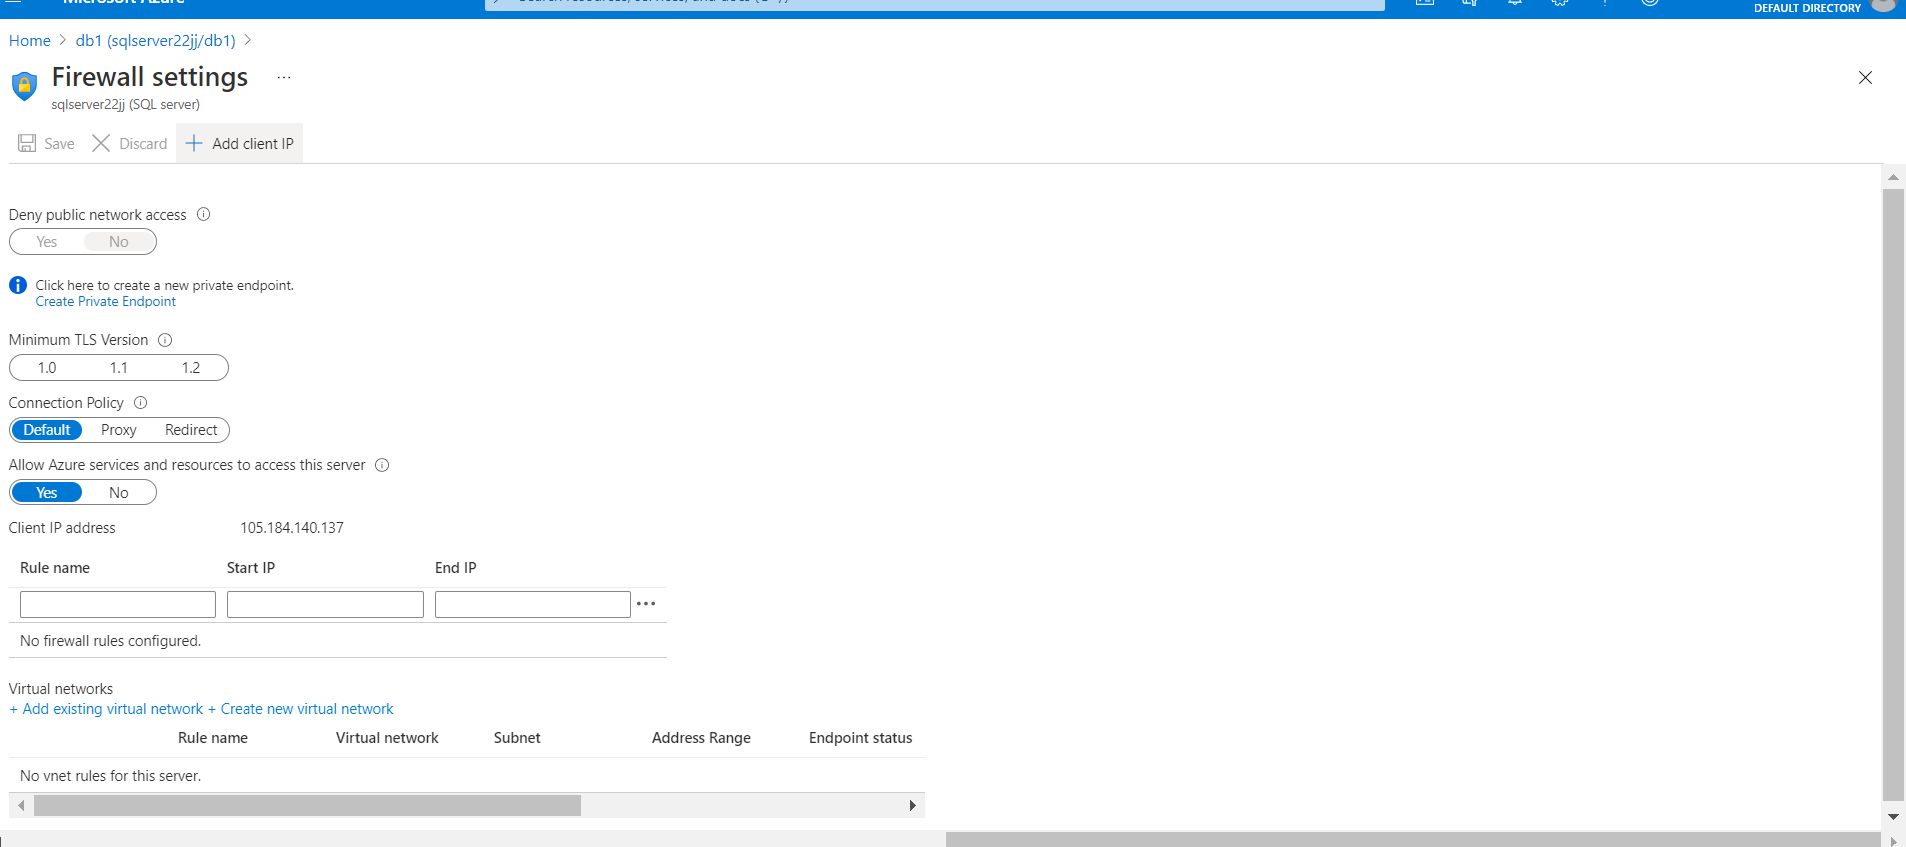 Microsoft Azure
DEFAULT DIRECTORY
Home > db1 (sqlserver22jj/db1) >
Firewall settings ...
sqlserver22jj (SQL server)
Save Discard + Add client IP
Deny public network access
Yes No
Click here to create a new private endpoint.
Create Private Endpoint
Minimum TLS Version
1.0 1.1 1.2
Connection Policy
Default Proxy Redirect
Allow Azure services and resources to access this server
Yes No
Client IP address 105.184.140.137
Rule name Start IP End IP
No firewall rules configured.
Virtual networks
+ Add existing virtual network + Create new virtual network
Rule name Virtual network Subnet Address Range Endpoint status
No vnet rules for this server.